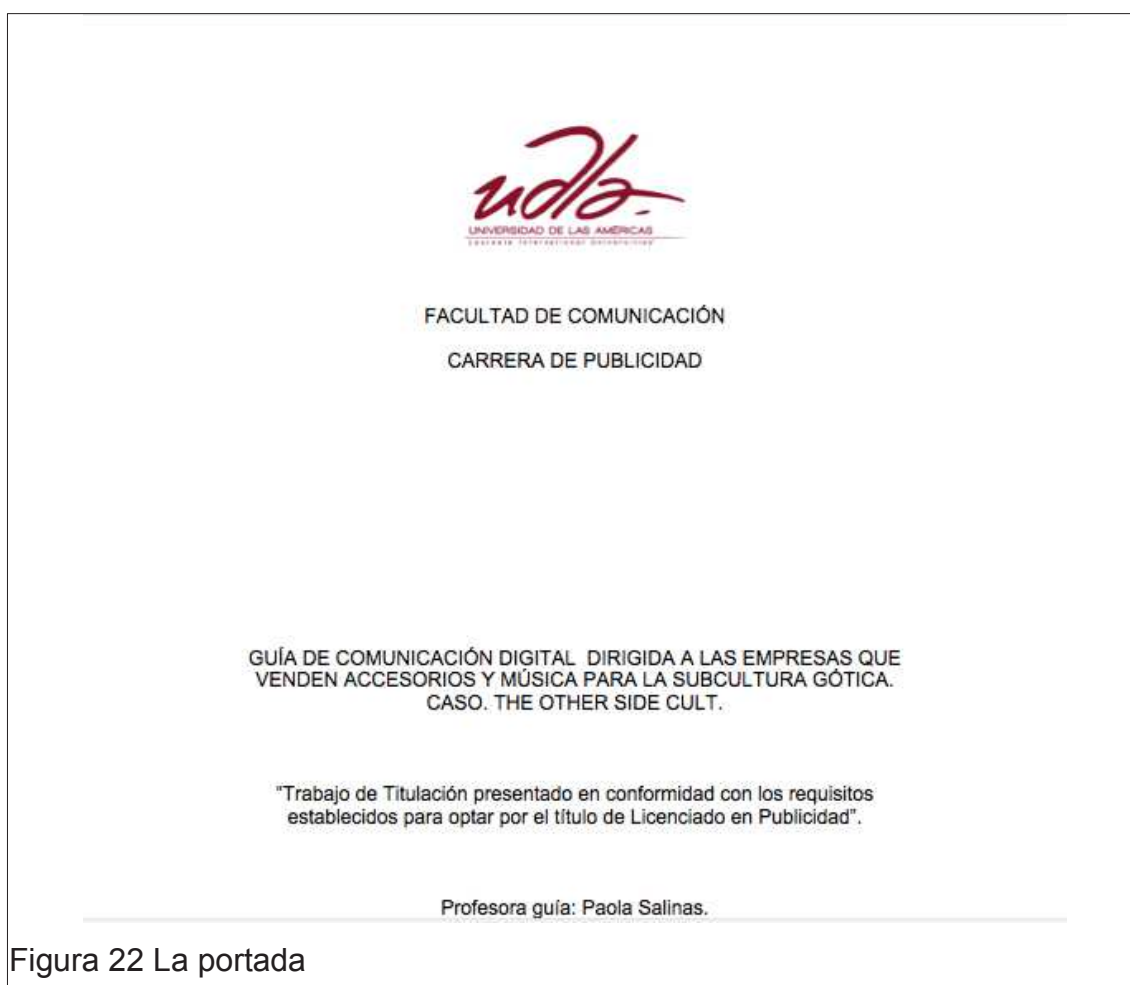 udla-
UNIVERSIDAD DE LAS AMÉRICAS
Laureate International Universities
FACULTAD DE COMUNICACIÓN
CARRERA DE PUBLICIDAD
GUÍA DE COMUNICACIÓN DIGITAL  DIRIGIDA A LAS EMPRESAS QUE
VENDEN ACCESORIOS Y MÚSICA PARA LA SUBCULTURA GÓTICA.
CASO. THE OTHER SIDE CULT.
"Trabajo de Titulación presentado en conformidad con los requisitos
establecidos para optar por el título de Licenciado en Publicidad".
Profesora guía: Paola Salinas.
Figura 22 La portada